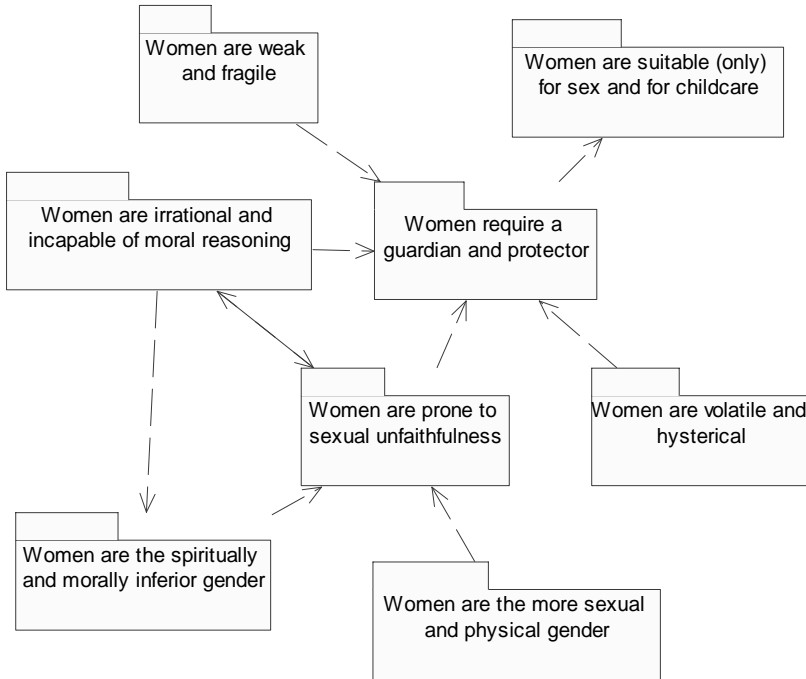 Women are weak
and fragile
Women are suitable (only)
for sex and for childcare
Women are irrational and
incapable of moral reasoning
Women require a
guardian and protector
Women are prone to
sexual unfaithfulness
Women are volatile and
hysterical
Women are the spiritually
and morally inferior gender
Women are the more sexual
and physical gender